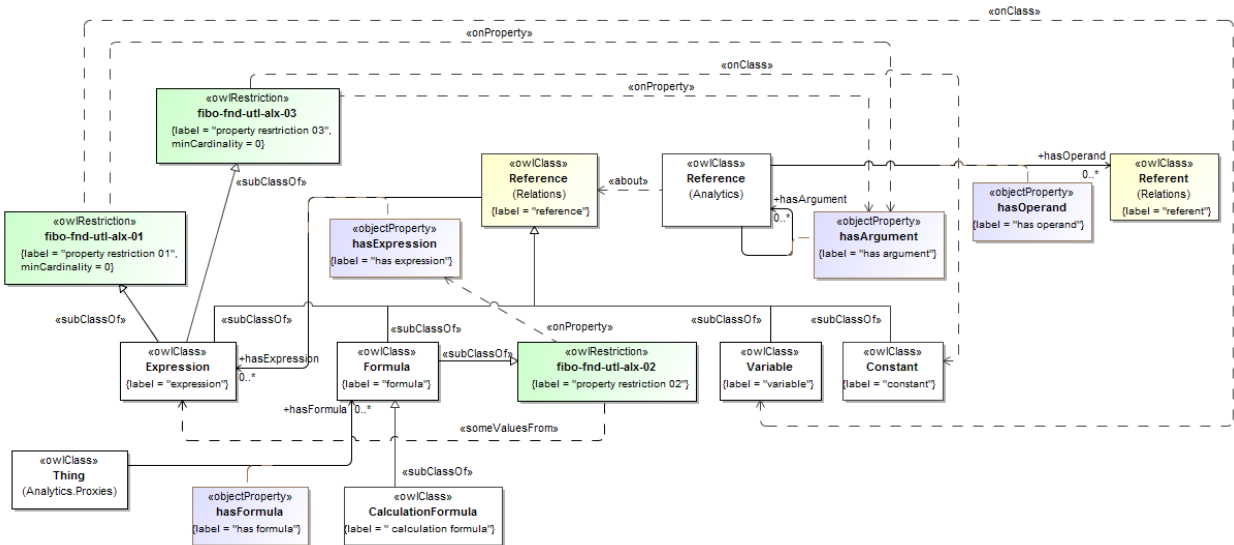 «onClass»
«onProperty»
«onClass»
«onProperty»
«owlRestriction»
fibo-fnd-utl-alx-03
{label = "property resrtriction 03",
minCardinality = 0}
«subClassOf»
«owlClass»
Reference
(Relations)
{label = "reference"}
«about»
«owlClass»
Reference
(Analytics)
+hasOperand
0..*
«owlClass»
Referent
(Relations)
{label = "referent"}
«objectProperty»
hasOperand
{label = "has operand"}
+hasArgument
0..*
«objectProperty»
hasArgument
{label = "has argument"}
«objectProperty»
hasExpression
{label = "has expression"}
«owlRestriction»
fibo-fnd-utl-alx-01
{label = "property restriction 01",
minCardinality = 0}
«subClassOf»
«subClassOf»
«subClassOf»
«onProperty»
«subClassOf»
«subClassOf»
«owlClass»
Expression
{label = "expression"}
+hasExpression
0..*
«owlClass»
Formula
{label = "formula"}
«subClassOf»
«owlRestriction»
fibo-fnd-utl-alx-02
{label = "property restriction 02"}
«owlClass»
Variable
{label = "variable"}
«owlClass»
Constant
{label = "constant"}
+hasFormula
0..*
«someValuesFrom»
«owlClass»
Thing
(Analytics.Proxies)
«subClassOf»
«objectProperty»
hasFormula
{label = "has formula"}
«owlClass»
CalculationFormula
{label = " calculation formula"}